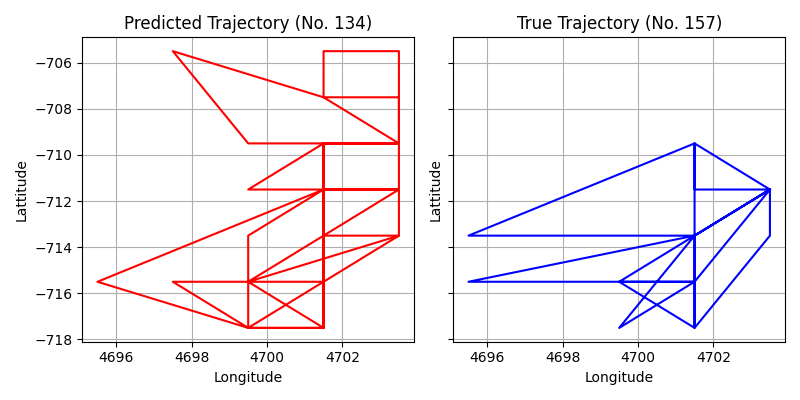 Predicted Trajectory (No. 134)
True Trajectory (No. 157)
−706
−708
−710
−712
−714
−716
−718
Lattitude
Lattitude
4696 4698 4700 4702
4696 4698 4700 4702
Longitude
Longitude